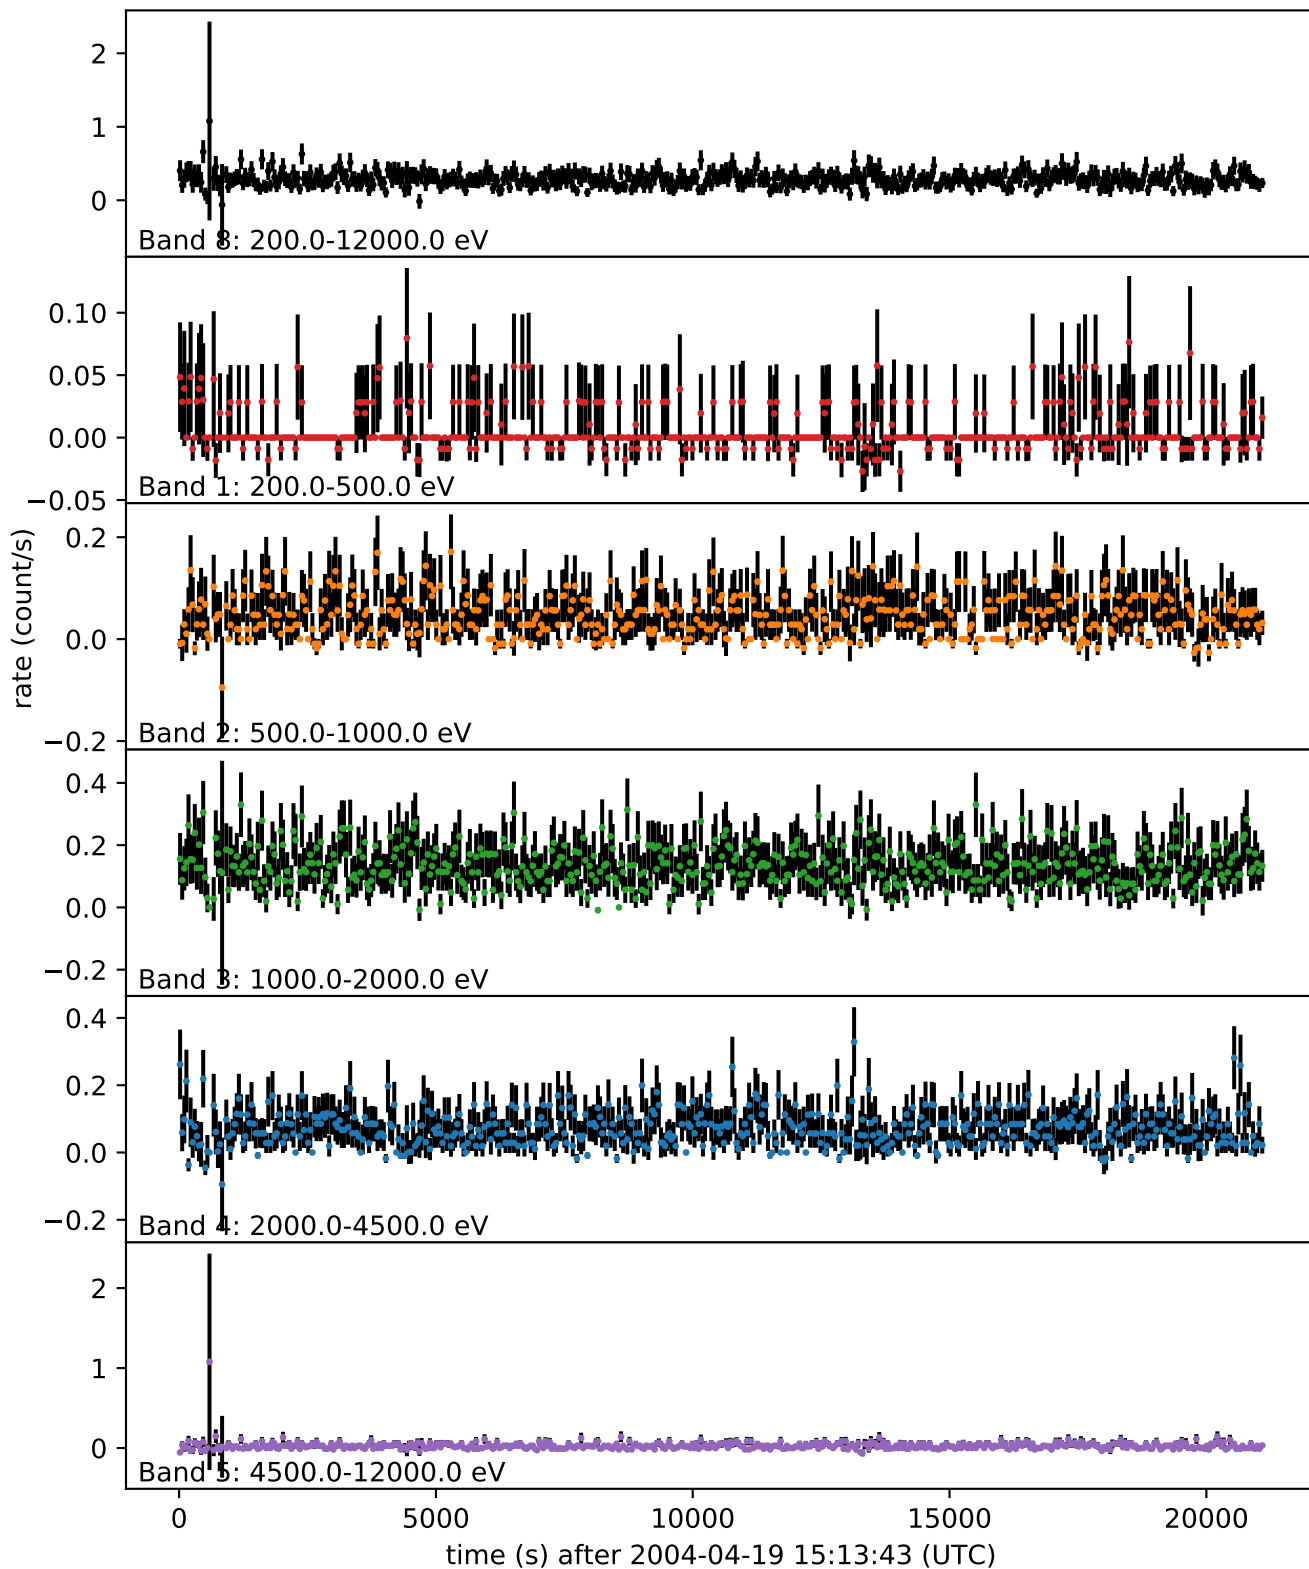 2
1
0
Band 8: 200.0-12000.0 eV
0.10
0.05
0.00
−0.05
Band 1: 200.0-500.0 eV
0.2
0.0
−0.2
Band 2: 500.0-1000.0 eV
rate (count/s)
0.4
0.2
0.0
−0.2
Band 3: 1000.0-2000.0 eV
0.4
0.2
0.0
−0.2
Band 4: 2000.0-4500.0 eV
2
1
0
Band 5: 4500.0-12000.0 eV
0 5000 10000 15000 20000
time (s) after 2004-04-19 15:13:43 (UTC)